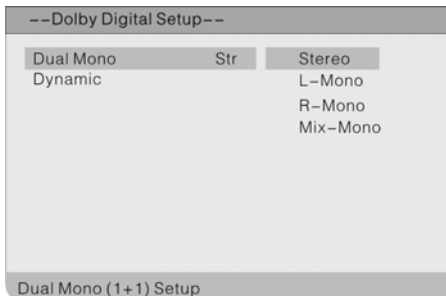 --Dolby Digital Setup--
Dual Mono Str Stereo
Dynamic L-Mono
R-Mono
Mix-Mono
Dual Mono (1+1) Setup